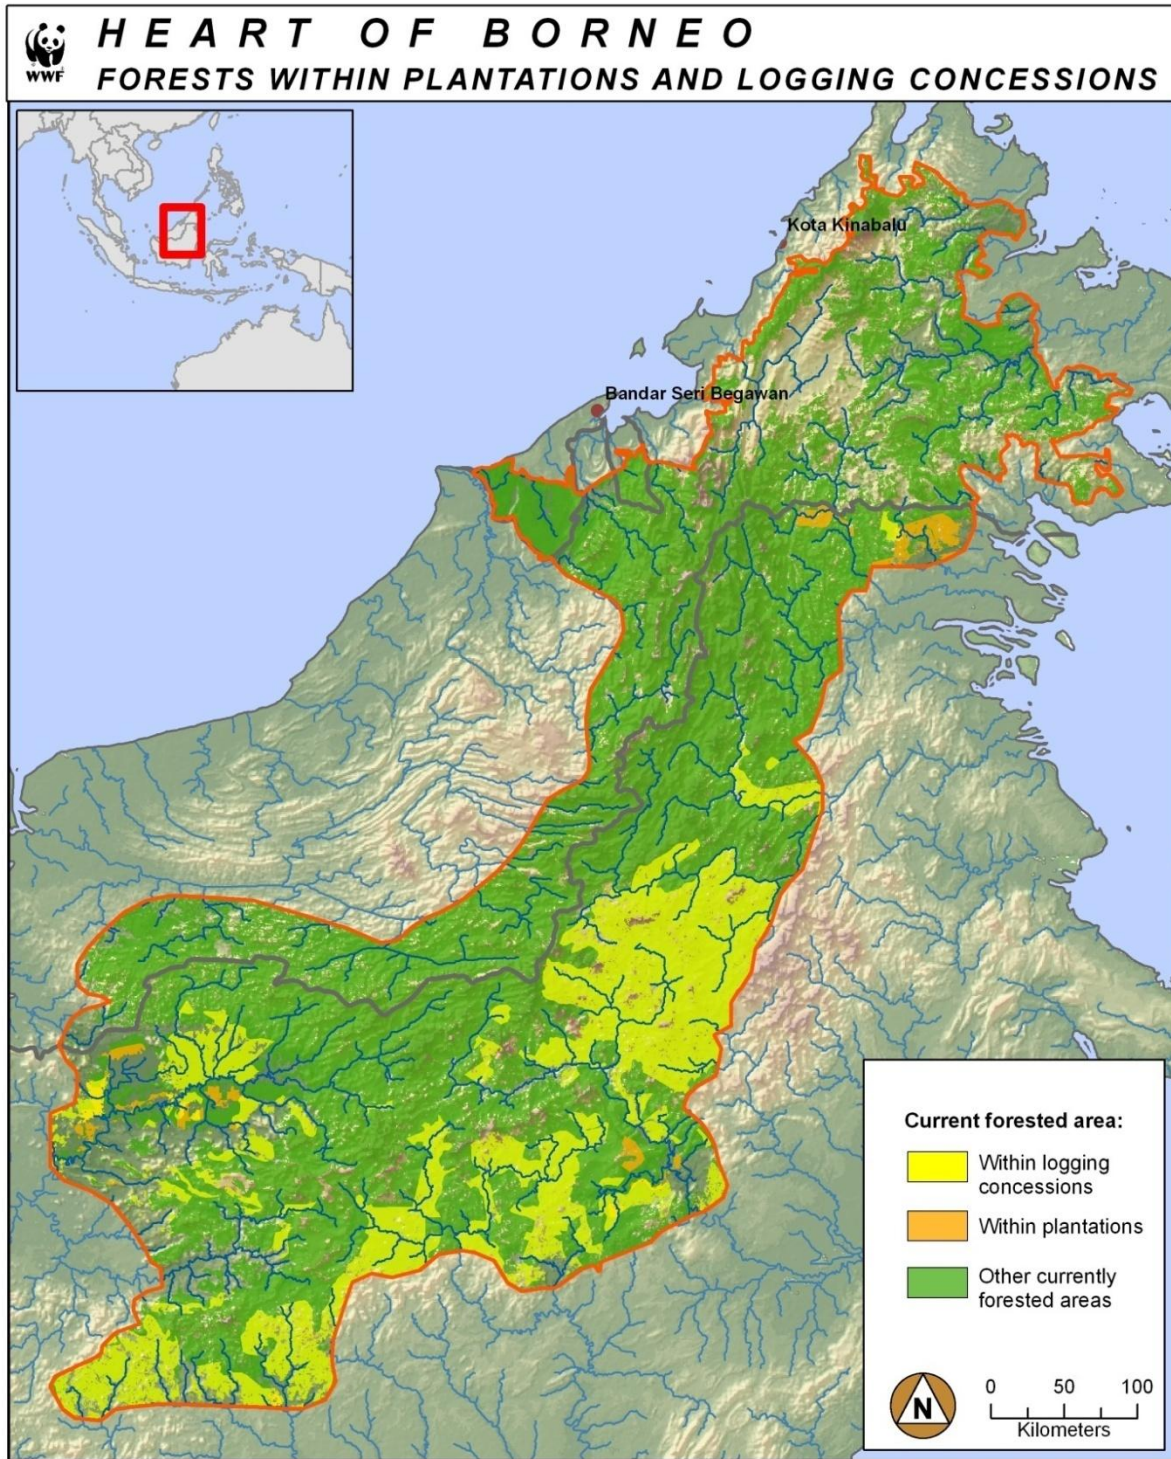 HEART OF BORNEO
FORESTS WITHIN PLANTATIONS AND LOGGING CONCESSIONS
WWF
Kota Kinabalu
Bandar Seri Begawan
Current forested area:
Within logging
concessions
Within plantations
Other currently
forested areas
N
0 50 100
Kilometers